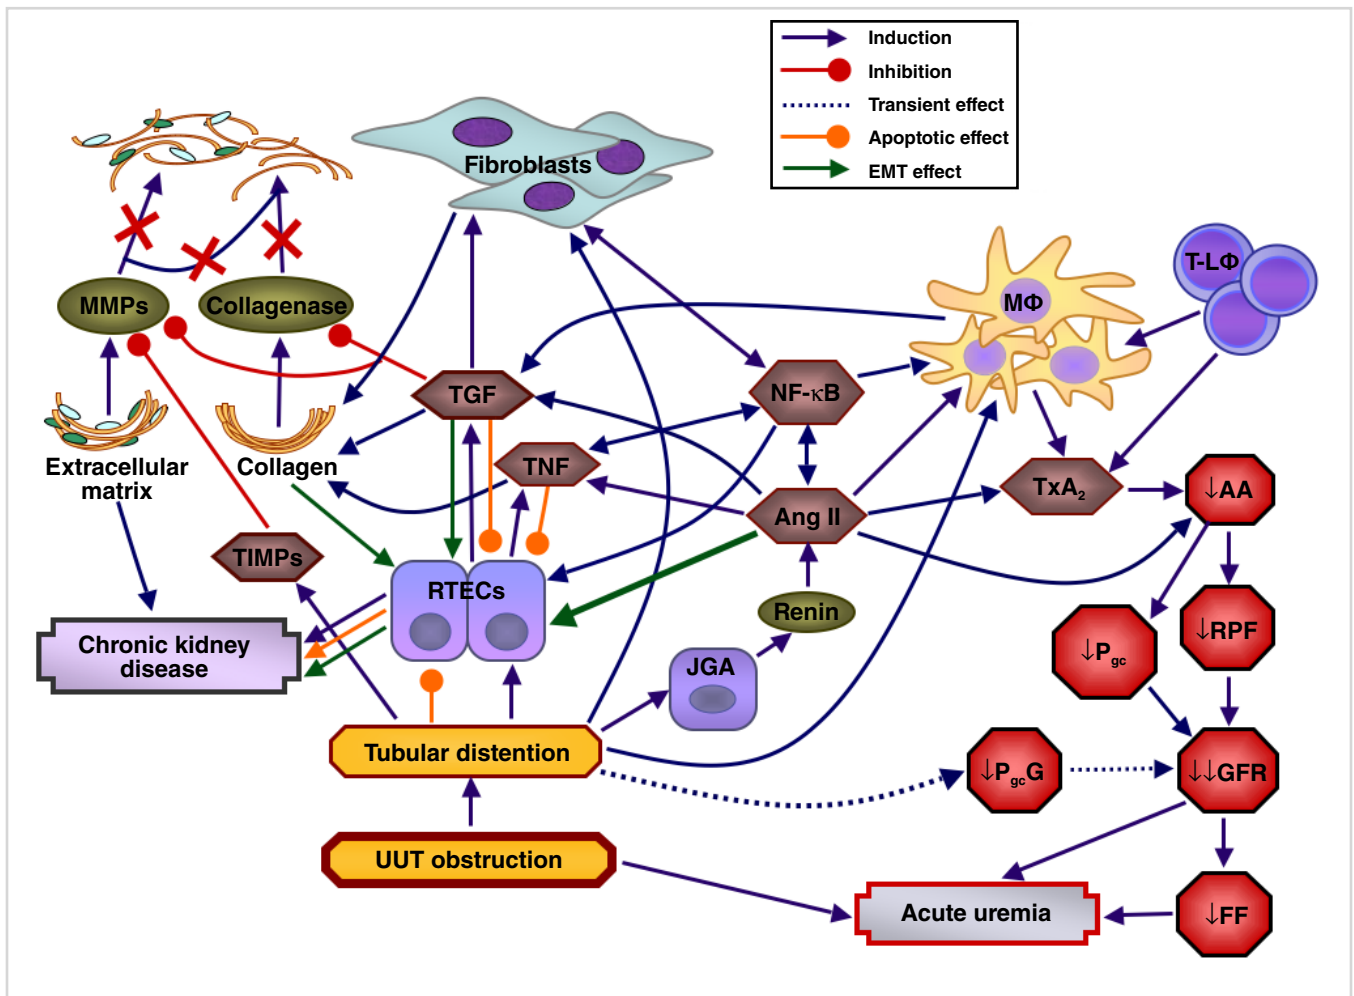 Induction
Inhibition
Transient effect
Apoptotic effect
EMT effect
Fibroblasts
T-LΦ
MΦ
MMPs
Collagenase
TGF
NF-κB
Extracellular
matrix
Collagen
TNF
TxA2
↓AA
Ang II
TIMPs
RTECs
Renin
↓RPF
↓Pgc
Chronic kidney
disease
JGA
Tubular distention
↓PgcG
↓↓GFR
UUT obstruction
Acute uremia
↓FF